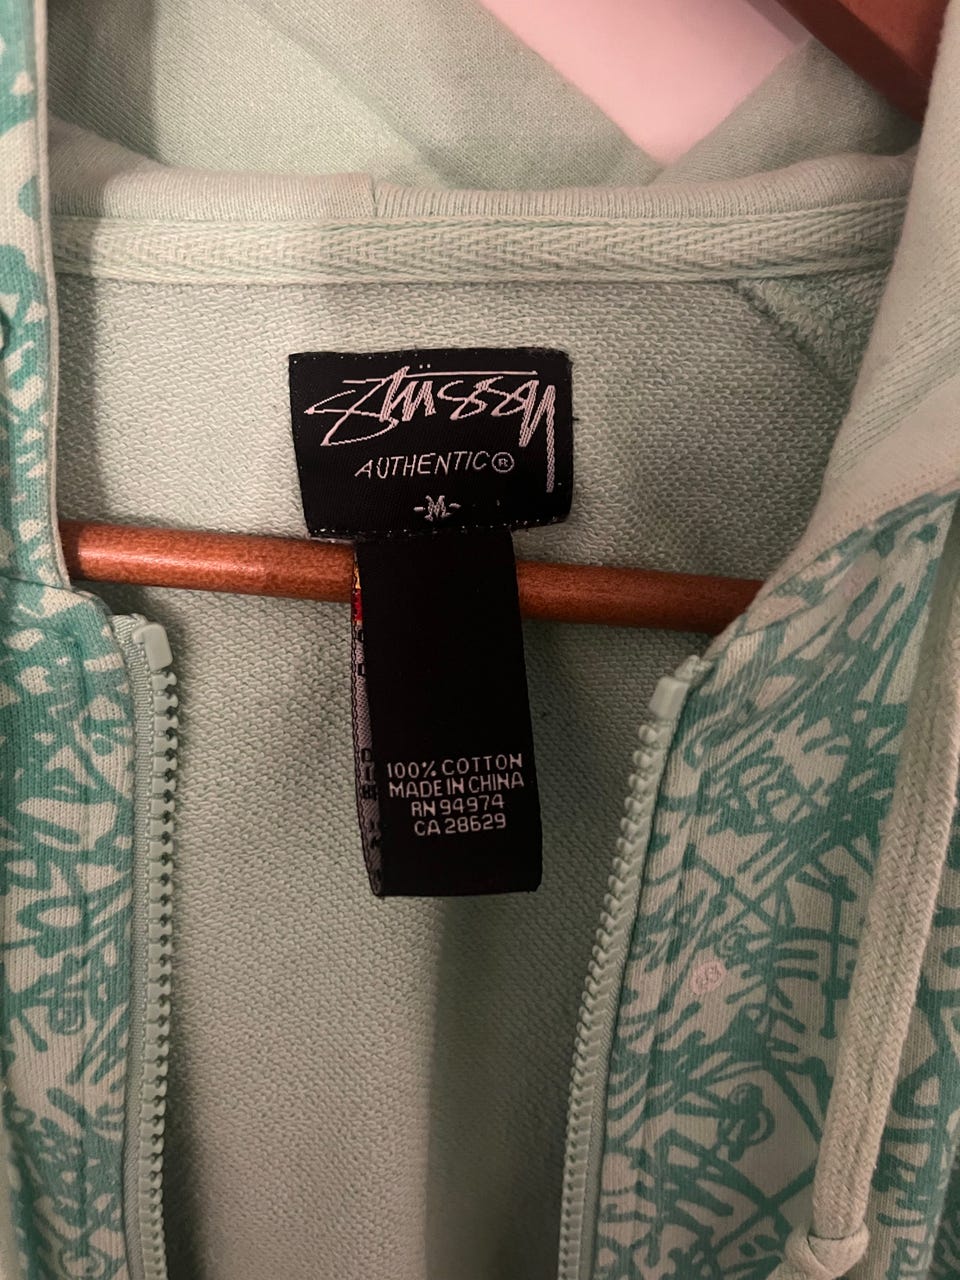 Stüssy
AUTHENTIC®
-M-
100% COTTON
MADE IN CHINA
RN 94974
CA 28629